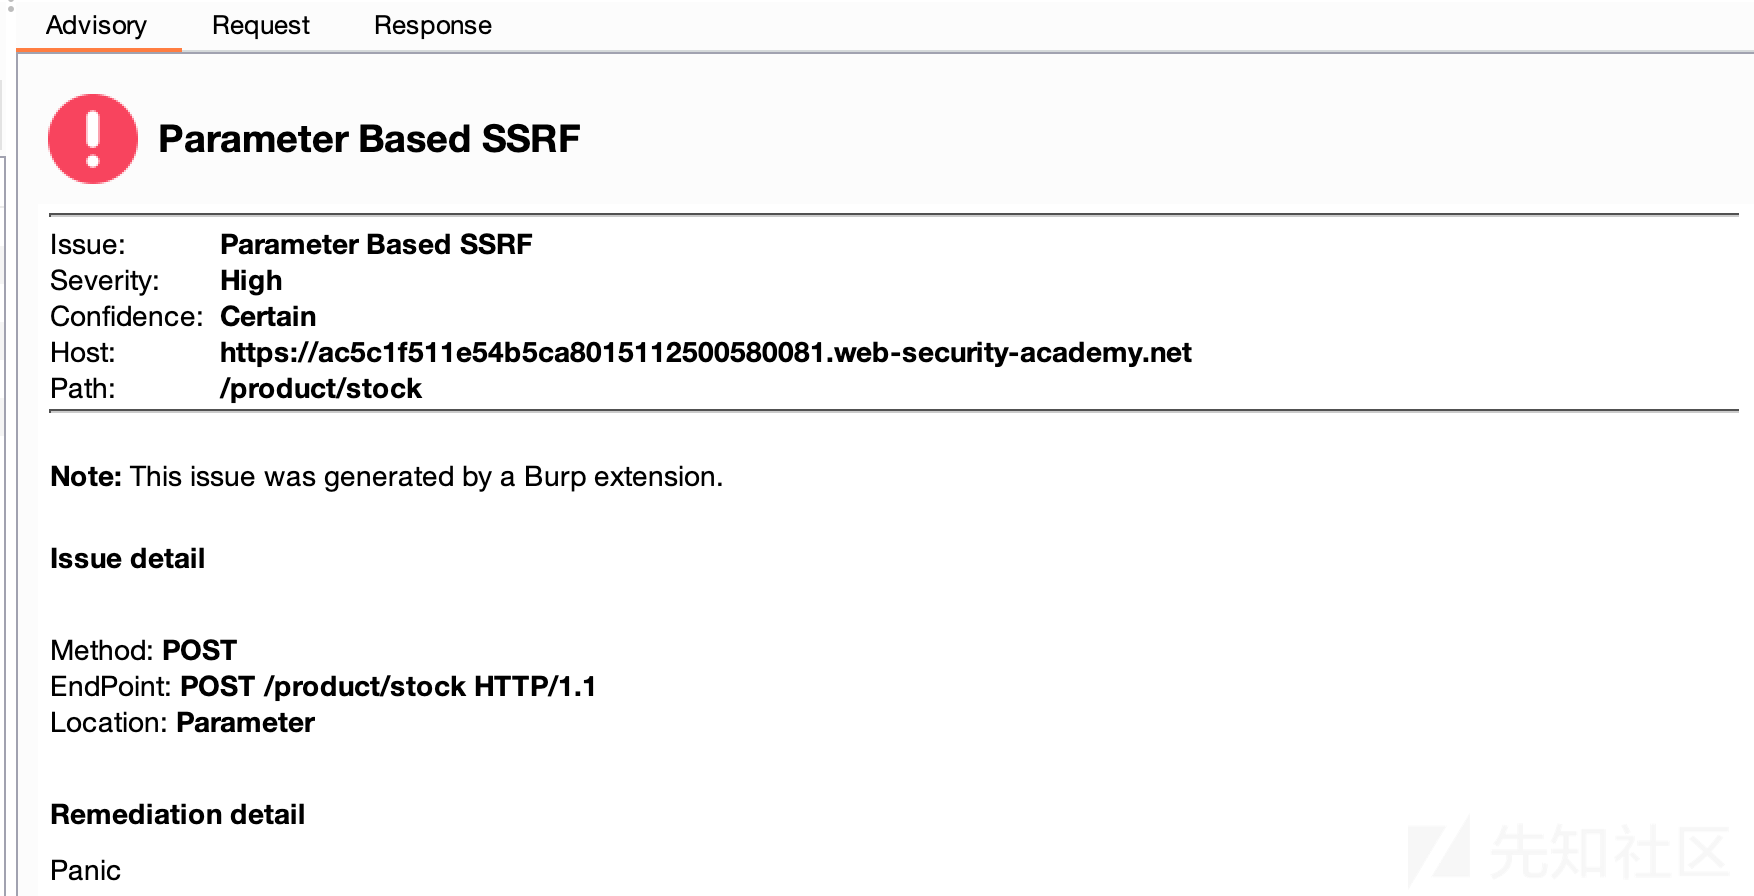 Advisory Request Response
Parameter Based SSRF
Issue: Parameter Based SSRF
Severity: High
Confidence: Certain
Host: https://ac5c1f511e54b5ca8015112500580081.web-security-academy.net
Path: /product/stock
Note: This issue was generated by a Burp extension.
Issue detail
Method: POST
EndPoint: POST /product/stock HTTP/1.1
Location: Parameter
Remediation detail
Panic
先知社区